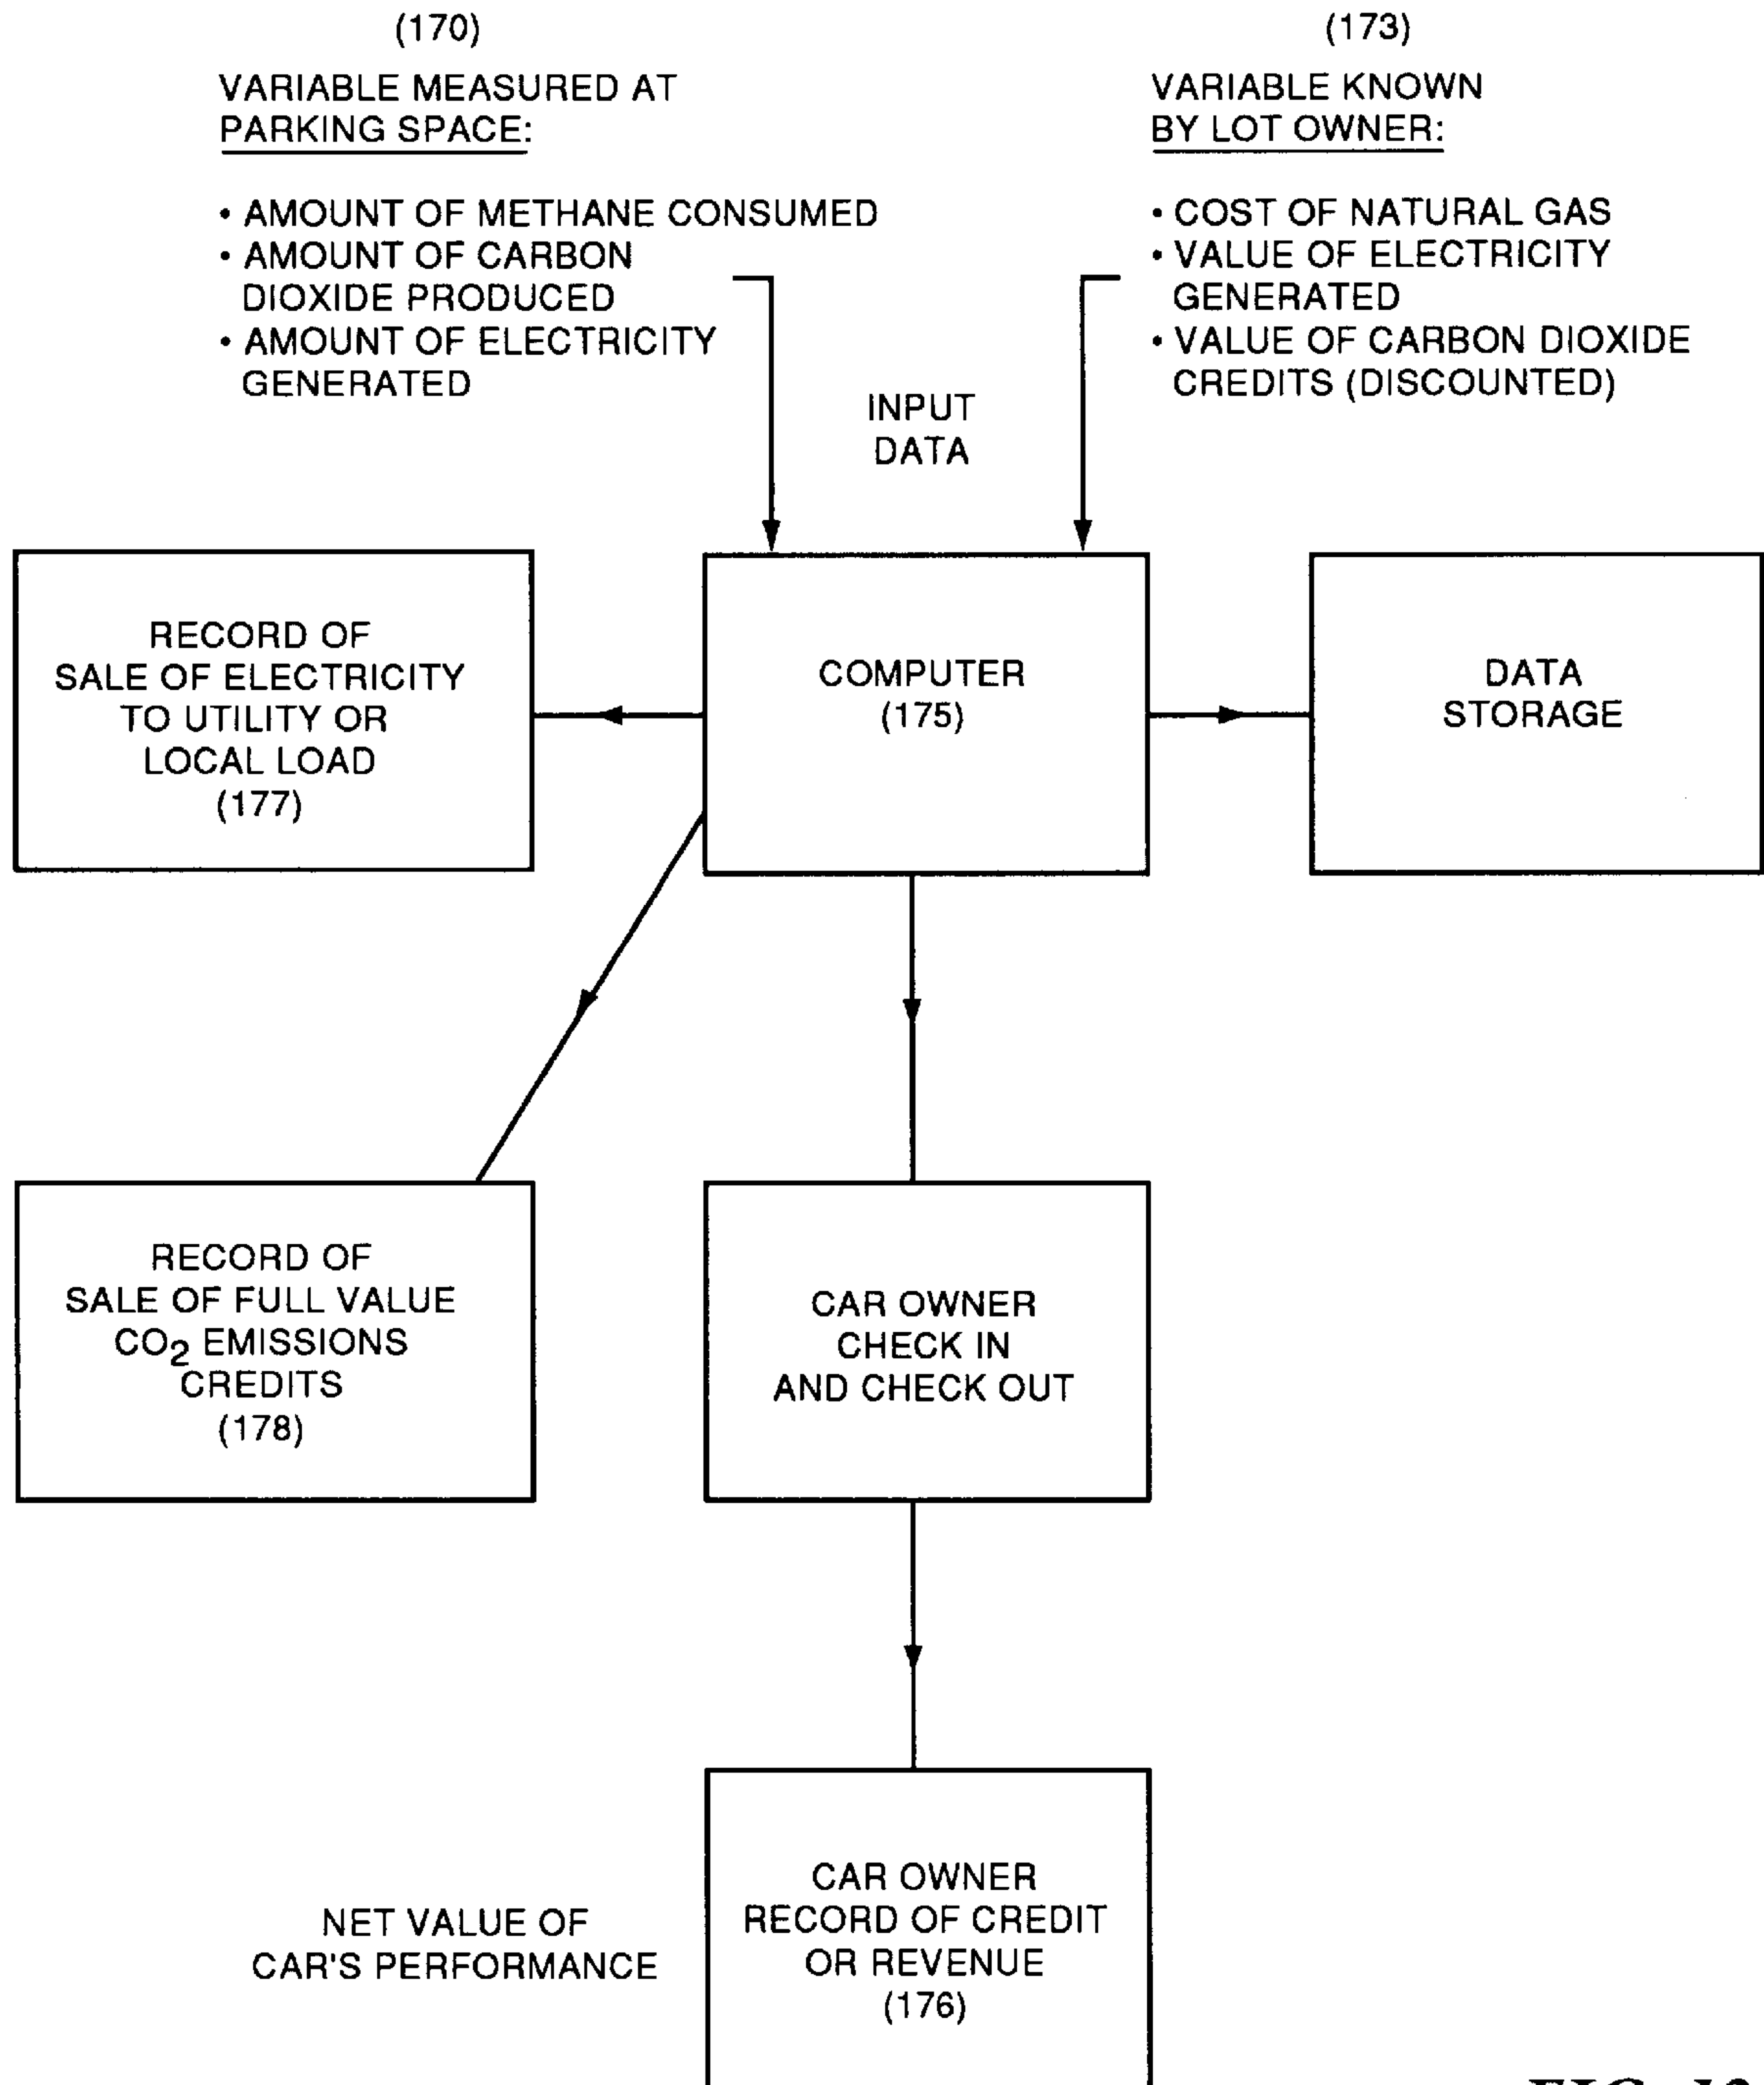 (170)
VARIABLE MEASURED AT
PARKING SPACE:
• AMOUNT OF METHANE CONSUMED
• AMOUNT OF CARBON
DIOXIDE PRODUCED
• AMOUNT OF ELECTRICITY
GENERATED
(173)
VARIABLE KNOWN
BY LOT OWNER:
• COST OF NATURAL GAS
• VALUE OF ELECTRICITY
GENERATED
• VALUE OF CARBON DIOXIDE
CREDITS (DISCOUNTED)
INPUT
DATA
RECORD OF
SALE OF ELECTRICITY
TO UTILITY OR
LOCAL LOAD
(177)
COMPUTER
(175)
DATA
STORAGE
RECORD OF
SALE OF FULL VALUE
CO₂ EMISSIONS
CREDITS
(178)
CAR OWNER
CHECK IN
AND CHECK OUT
NET VALUE OF
CAR'S PERFORMANCE
CAR OWNER
RECORD OF CREDIT
OR REVENUE
(176)